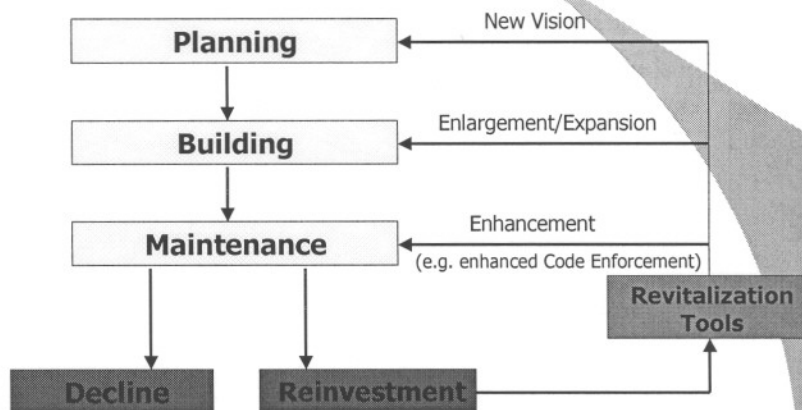 New Vision
Planning
Enlargement/Expansion
Building
Enhancement
Maintenance
(e.g. enhanced Code Enforcement)
Revitalization
Tools
Decline
Reinvestment